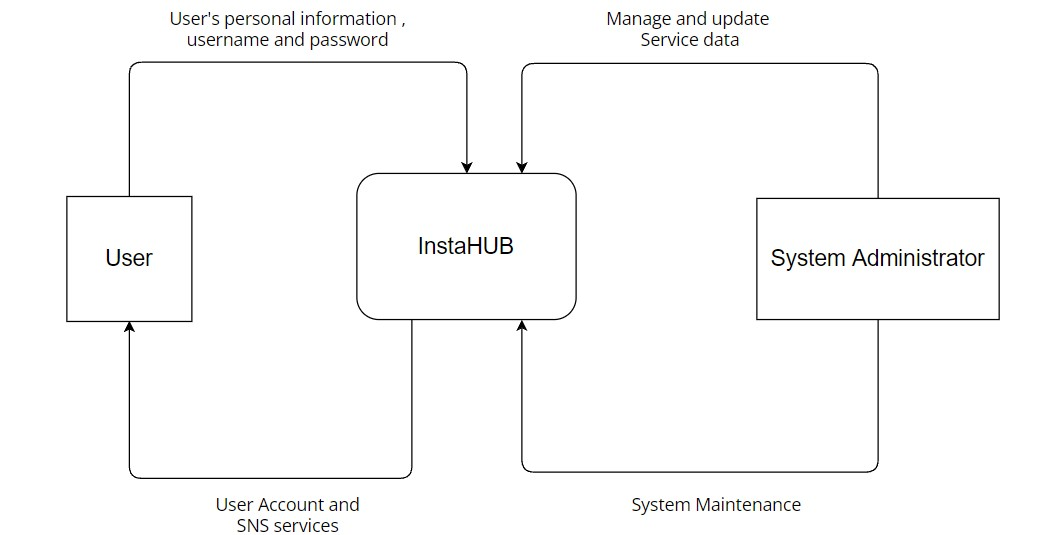 User's personal information ,
username and password
Manage and update
Service data
User
InstaHUB
System Administrator
User Account and
SNS services
System Maintenance